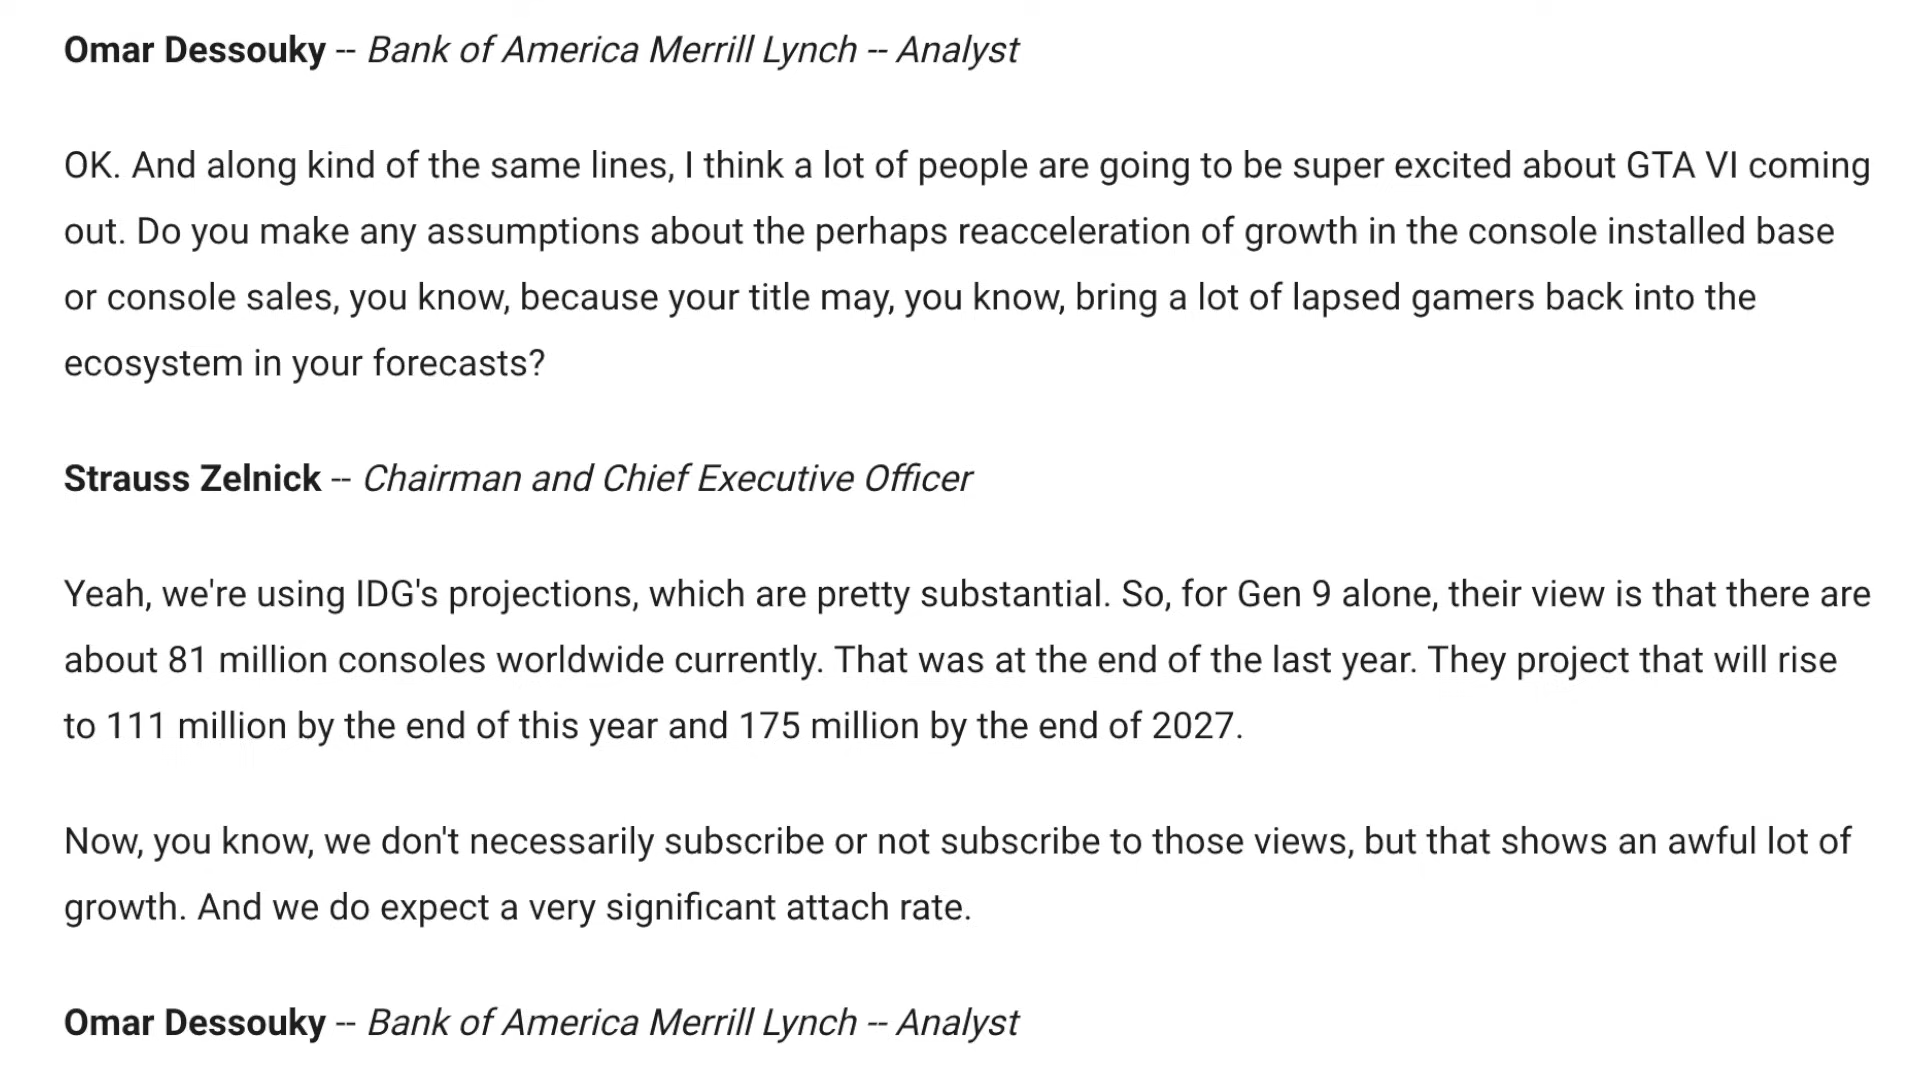 Omar Dessouky -- Bank of America Merrill Lynch -- Analyst
OK. And along kind of the same lines, I think a lot of people are going to be super excited about GTA VI coming
out. Do you make any assumptions about the perhaps reacceleration of growth in the console installed base
or console sales, you know, because your title may, you know, bring a lot of lapsed gamers back into the
ecosystem in your forecasts?
Strauss Zelnick -- Chairman and Chief Executive Officer
Yeah, we're using IDG's projections, which are pretty substantial. So, for Gen 9 alone, their view is that there are
about 81 million consoles worldwide currently. That was at the end of the last year. They project that will rise
to 111 million by the end of this year and 175 million by the end of 2027.
Now, you know, we don't necessarily subscribe or not subscribe to those views, but that shows an awful lot of
growth. And we do expect a very significant attach rate.
Omar Dessouky -- Bank of America Merrill Lynch -- Analyst